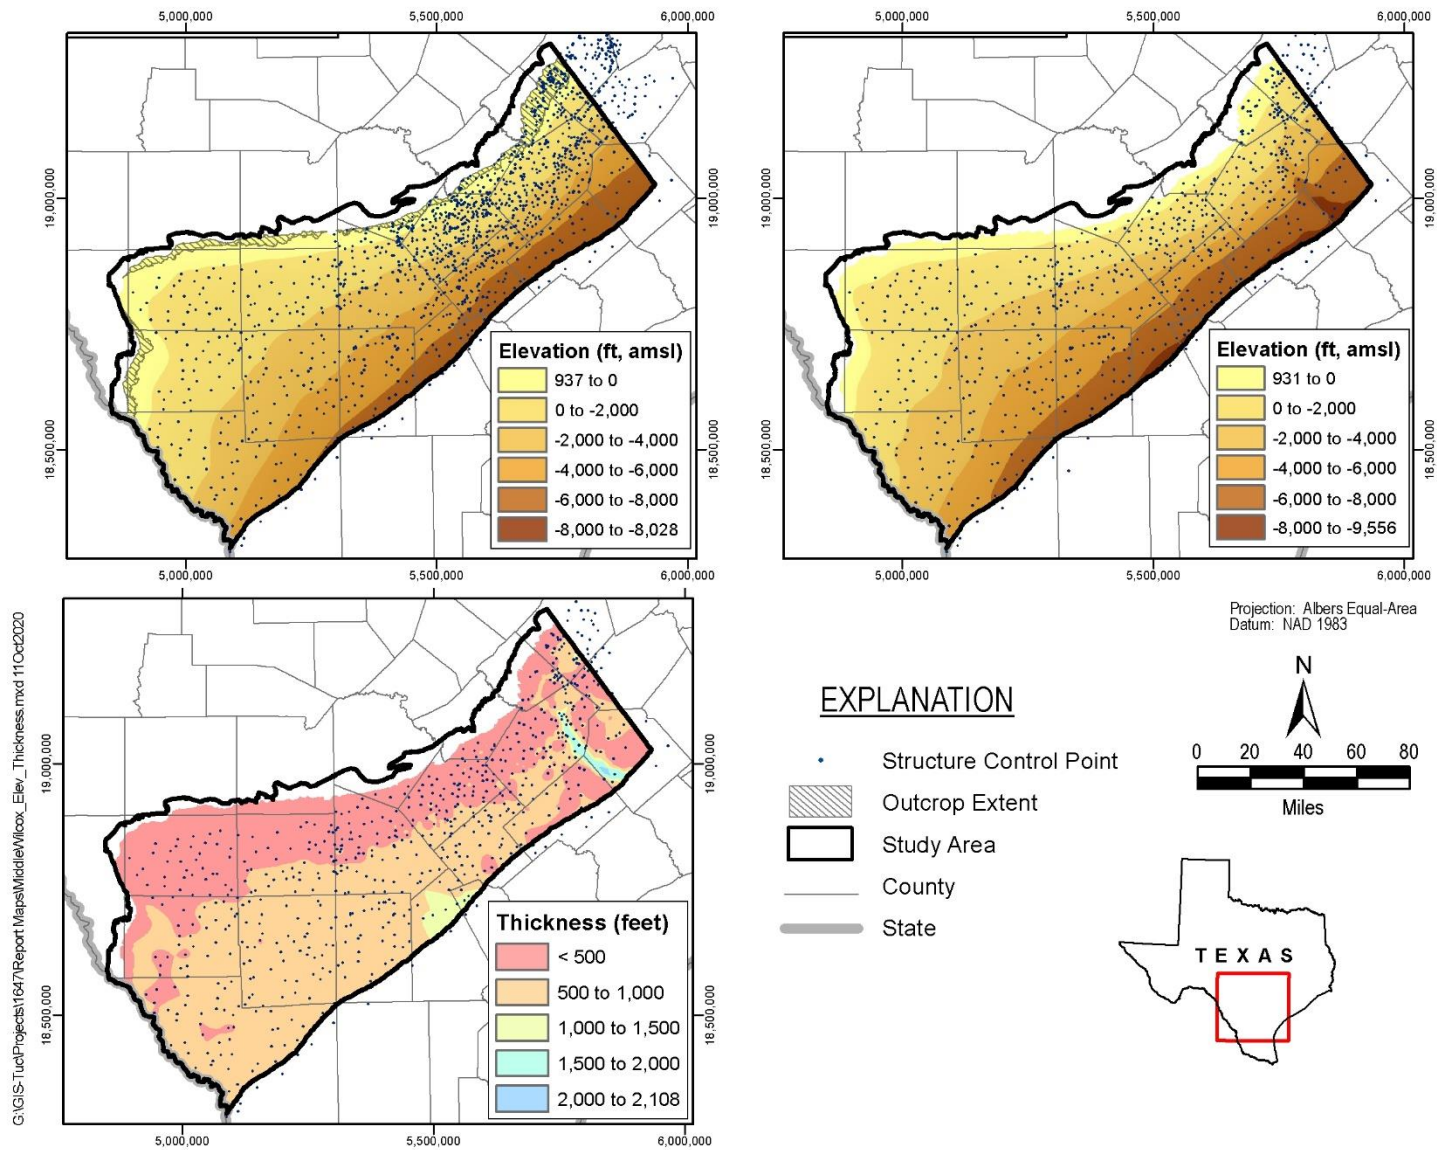 5,000,000
5,500,000
6,000,000
19,000,000
18,500,000
19,000,000
18,500,000
Elevation (ft, amsl)
937 to 0
0 to -2,000
-2,000 to -4,000
-4,000 to -6,000
-6,000 to -8,000
-8,000 to -8,028
5,000,000
5,500,000
6,000,000
5,000,000
5,500,000
6,000,000
19,000,000
18,500,000
19,000,000
18,500,000
Elevation (ft, amsl)
931 to 0
0 to -2,000
-2,000 to -4,000
-4,000 to -6,000
-6,000 to -8,000
-8,000 to -9,556
5,000,000
5,500,000
6,000,000
G:\GIS-Tuc\Projects\1647\Report Maps\MiddleWilcox_Elev_Thickness.mxd 11Oct2020
19,000,000
18,500,000
19,000,000
18,500,000
Thickness (feet)
< 500
500 to 1,000
1,000 to 1,500
1,500 to 2,000
2,000 to 2,108
5,000,000
5,500,000
6,000,000
Projection: Albers Equal-Area
Datum: NAD 1983
N
0 20 40 60 80
Miles
EXPLANATION
Structure Control Point
Outcrop Extent
Study Area
County
State
TEXAS